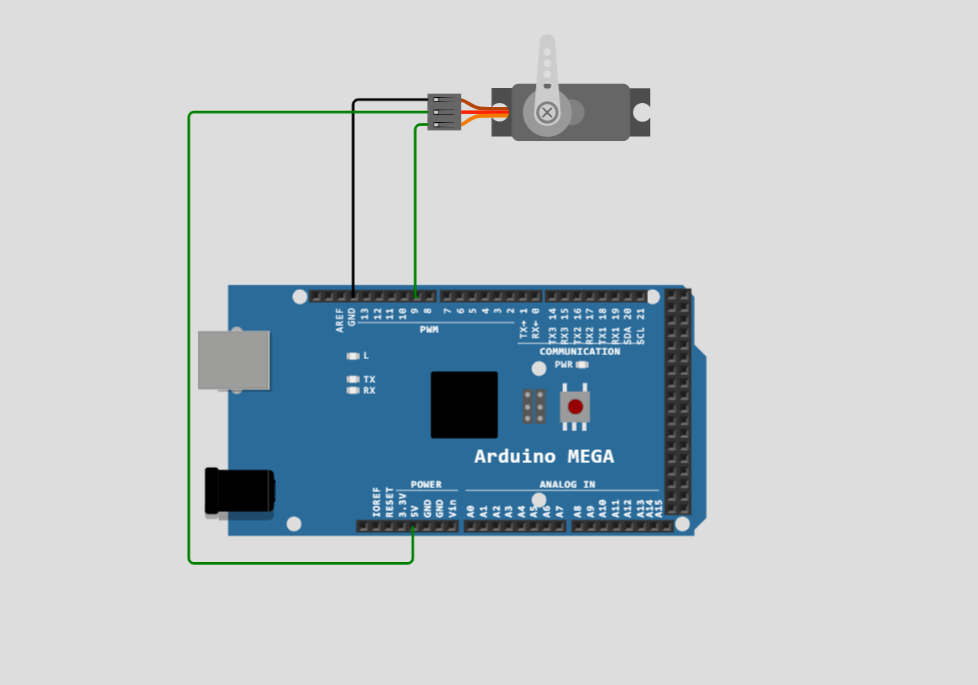 AREF GND 13 12 11 10 9 8 7 6 5 4 3 2 TX→ 1 RX← 0 TX3 14 RX3 15 TX2 16 RX2 17 TX1 18 RX1 19 SDA 20 SCL 21
PWM
COMMUNICATION
L
PWR
TX
RX
Arduino MEGA
POWER
ANALOG IN
IOREF RESET 3.3V 5V GND GND Vin A0 A1 A2 A3 A4 A5 A6 A7 A8 A9 A10 A11 A12 A13 A14 A15